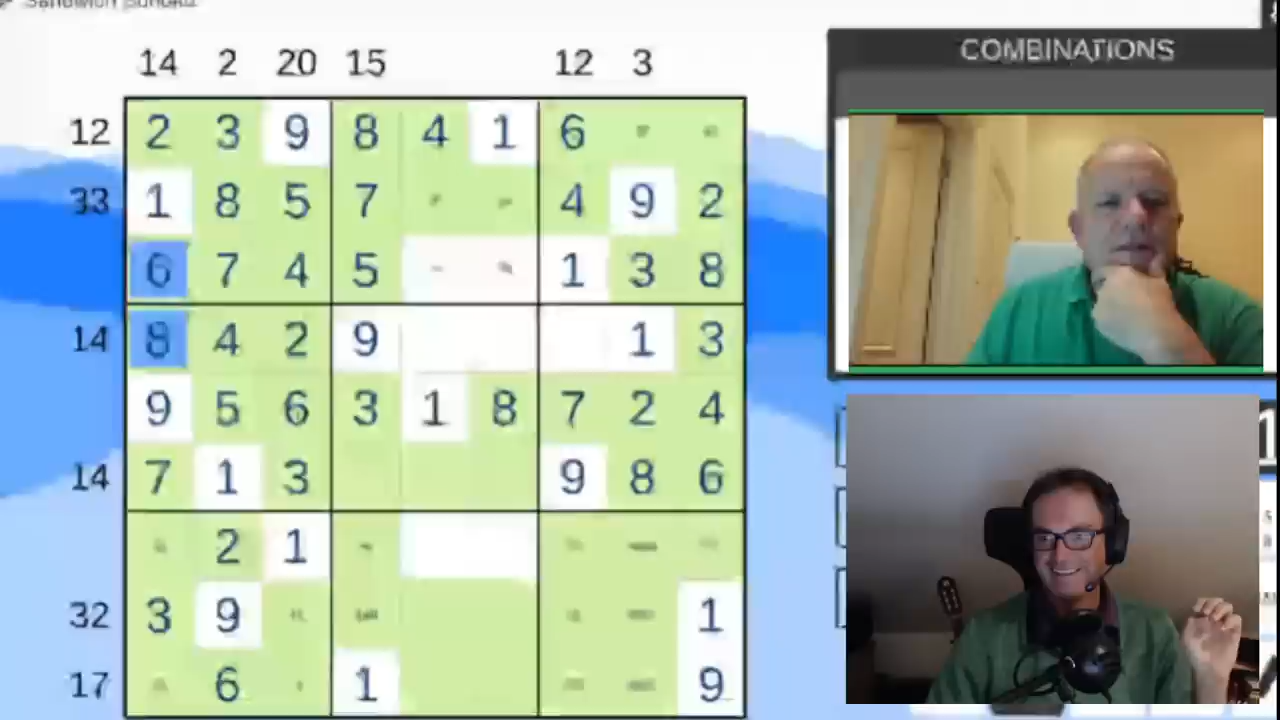 Sandwich Sudoku
COMBINATIONS
14 2 20 15 12 3
12 2 3 9 8 4 1 6
33 1 8 5 7 4 9 2
6 7 4 5 1 3 8
14 8 4 2 9 1 3
9 5 6 3 1 8 7 2 4
14 7 1 3 9 8 6
2 1
32 3 9 1
17 6 1 9